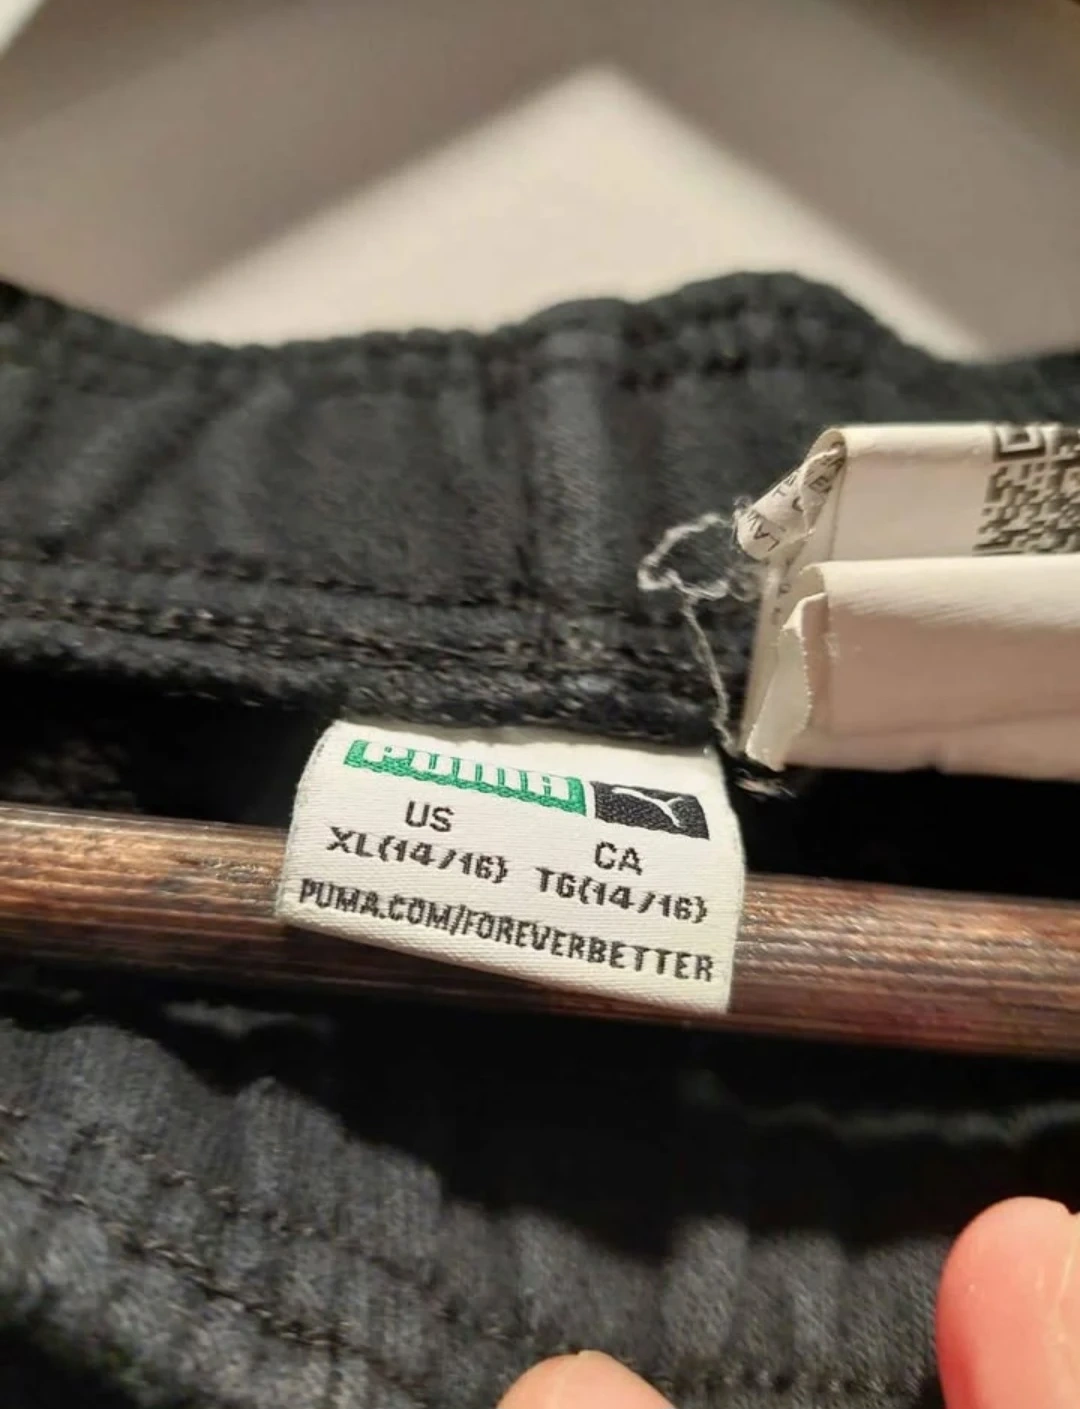 PUMA
US CA
XL(14/16) TG(14/16)
PUMA.COM/FOREVERBETTER